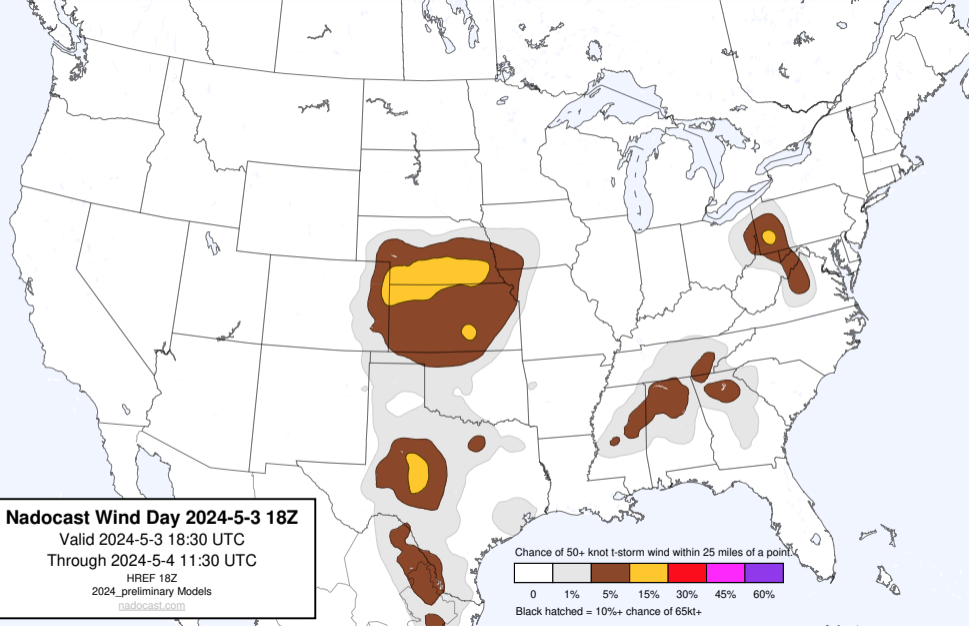 Nadocast Wind Day 2024-5-3 18Z
Valid 2024-5-3 18:30 UTC
Through 2024-5-4 11:30 UTC
HREF 18Z
2024_preliminary Models
nadocast.com
Chance of 50+ knot t-storm wind within 25 miles of a point.
0 1% 5% 15% 30% 45% 60%
Black hatched = 10%+ chance of 65kt+